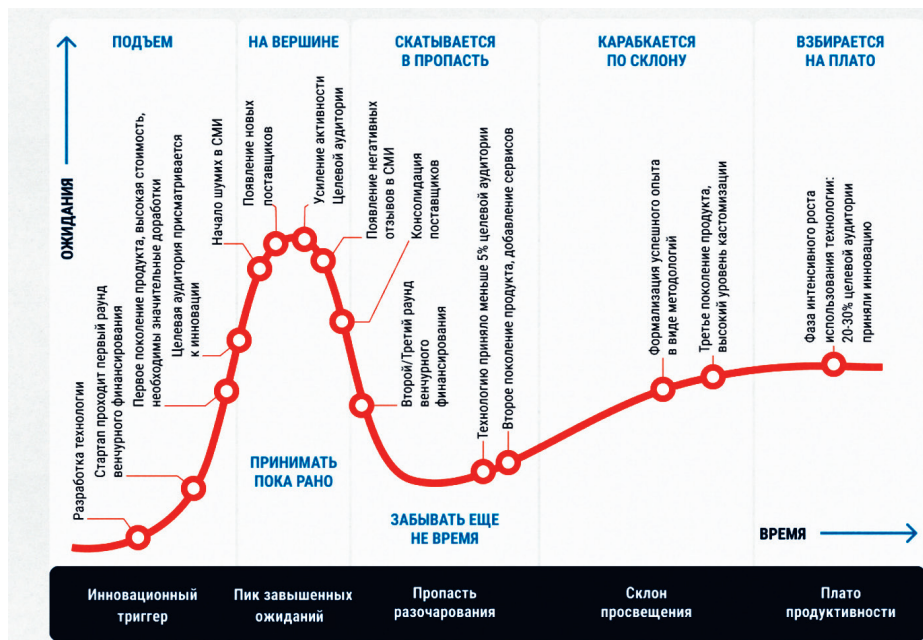 ПОДЪЕМ
НА ВЕРШИНЕ
СКАТЫВАЕТСЯ
В ПРОПАСТЬ
КАРАБКАЕТСЯ
ПО СКЛОНУ
ВЗБИРАЕТСЯ
НА ПЛАТО
ОЖИДАНИЯ
Разработка технологии
Стартап проходит первый раунд
венчурного финансирования
Первое поколение продукта, высокая стоимость,
необходимы значительные доработки
Целевая аудитория присматривается
к инновации
Начало шумих в СМИ
Появление новых
поставщиков
Усиление активности
Целевой аудитории
Появление негативных
отзывов в СМИ
Консолидация
поставщиков
Второй/Третий раунд
венчурного
финансирования
Технологию приняло меньше 5% целевой аудитории
Второе поколение продукта, добавление сервисов
Формализация успешного опыта
в виде методологий
Третье поколение продукта,
высокий уровень кастомизации
Фаза интенсивного роста
использования технологии:
20-30% целевой аудитории
приняли инновацию
ПРИНИМАТЬ
ПОКА РАНО
ЗАБЫВАТЬ ЕЩЕ
НЕ ВРЕМЯ
ВРЕМЯ
Инновационный
триггер
Пик завышенных
ожиданий
Пропасть
разочарования
Склон
просвещения
Плато
продуктивности